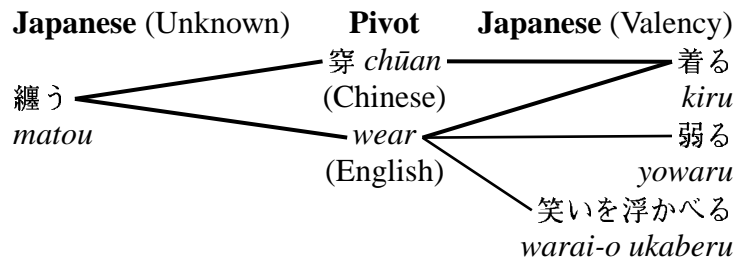 Japanese (Unknown) Pivot Japanese (Valency)
穿 chūan 着る
(Chinese) kiru
纏う
matou wear 弱る
(English) yowaru
笑いを浮かべる
warai-o ukaberu